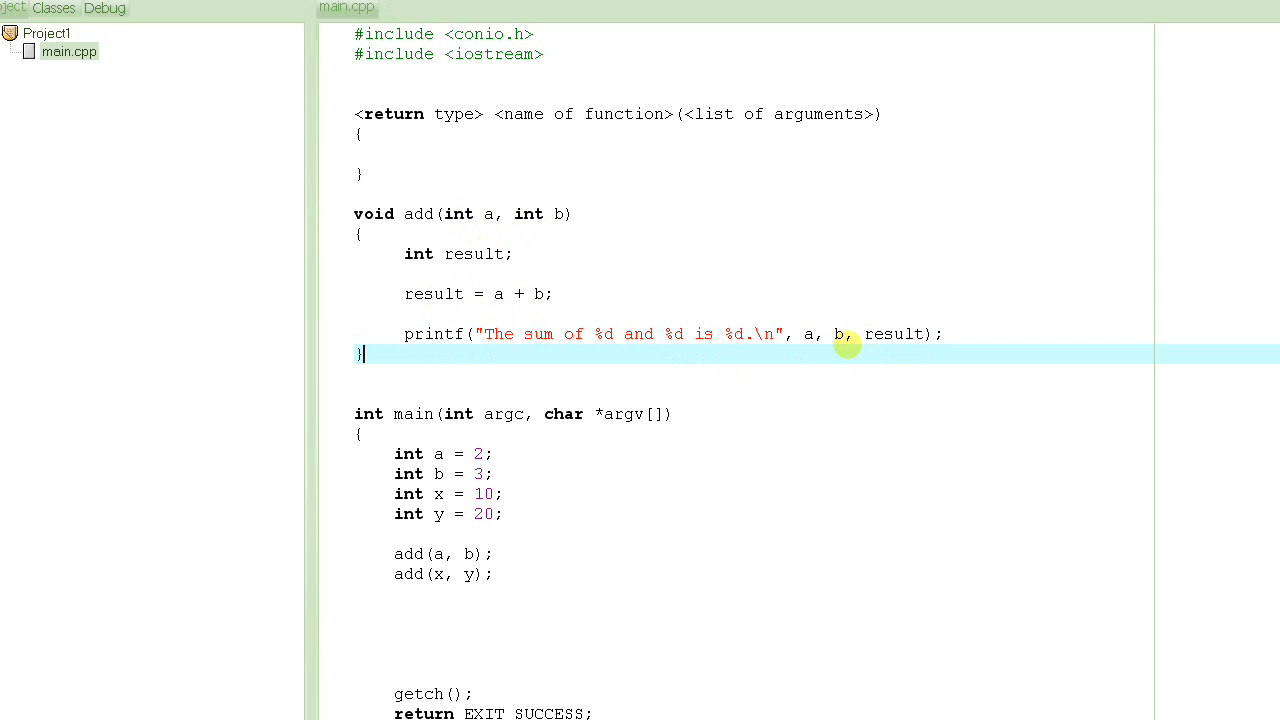 ject Classes Debug
main.cpp
Project1
main.cpp
#include <conio.h>
#include <iostream>
<return type> <name of function>(<list of arguments>)
{
}
void add(int a, int b)
{
int result;
result = a + b;
printf("The sum of %d and %d is %d.\n", a, b, result);
}
int main(int argc, char *argv[])
{
int a = 2;
int b = 3;
int x = 10;
int y = 20;
add(a, b);
add(x, y);
getch();
return EXIT_SUCCESS;